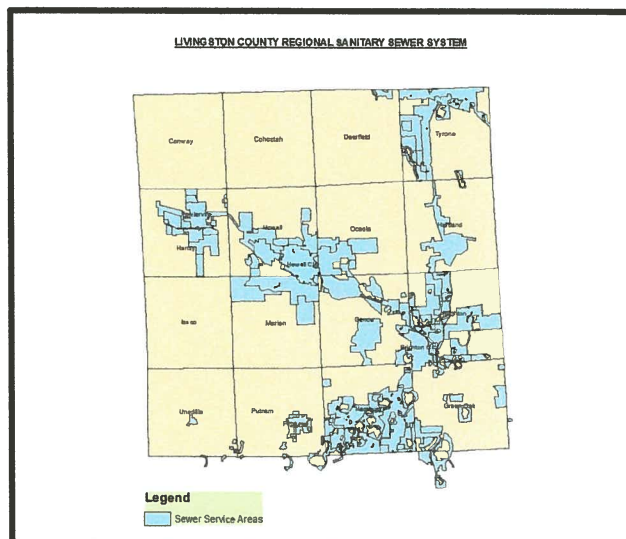 LIVINGSTON COUNTY REGIONAL SANITARY SEWER SYSTEM
Conway
Cohoctah
Deerfield
Tyrone
Handy
Howell
Howell C
Oceola
Hartland
Iosco
Marion
Genoa
Brighton
Unadilla
Putnam
Green Oak
Legend
Sewer Service Areas